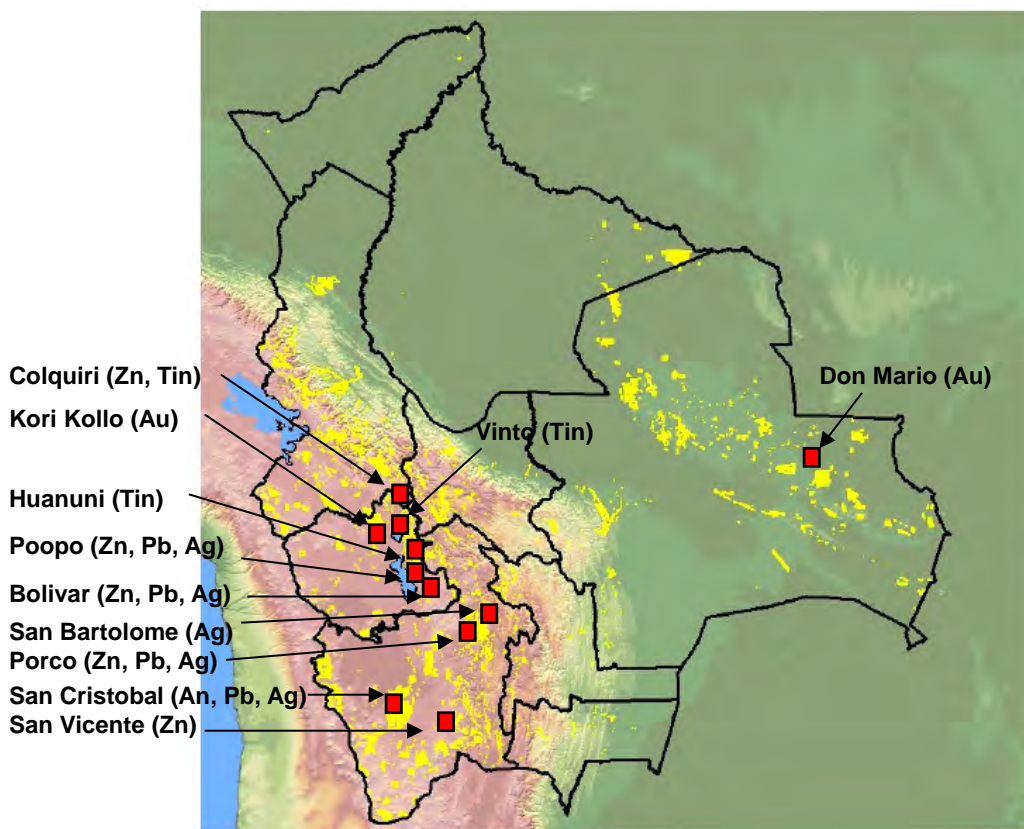 Colquiri (Zn, Tin)
Don Mario (Au)
Kori Kollo (Au)
Vinto (Tin)
Huanuni (Tin)
Poopo (Zn, Pb, Ag)
Bolivar (Zn, Pb, Ag)
San Bartolome (Ag)
Porco (Zn, Pb, Ag)
San Cristobal (An, Pb, Ag)
San Vicente (Zn)